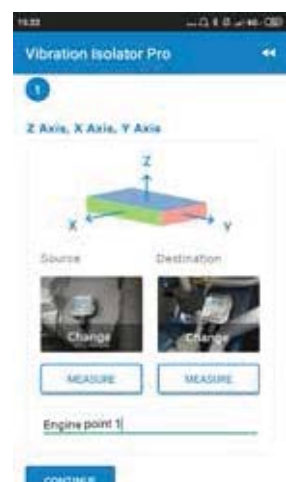 Vibration Isolator Pro
1
Z Axis, X Axis, Y Axis
Z
X
Y
Source Destination
Change Change
MEASURE MEASURE
Engine point 1
CONTINUE